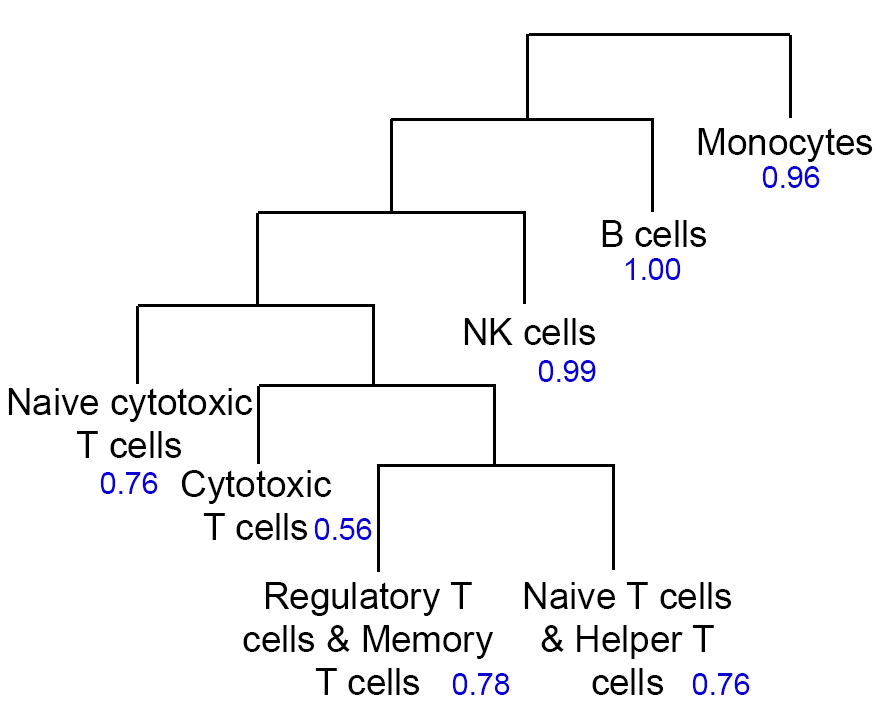 Monocytes
0.96
B cells
1.00
NK cells
0.99
Naive cytotoxic
T cells
0.76
Cytotoxic
T cells 0.56
Regulatory T
cells & Memory
T cells 0.78
Naive T cells
& Helper T
cells 0.76